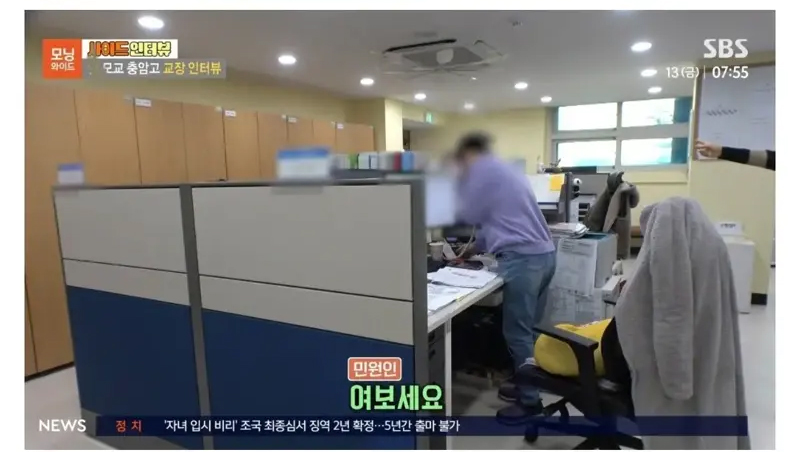 모닝
와이드
사이드인터뷰
모교 충암고 교장 인터뷰
SBS
13(금) 07:55
민원인
여보세요
NEWS 정 치 '자녀 입시 비리' 조국 최종심서 징역 2년 확정…5년간 출마 불가